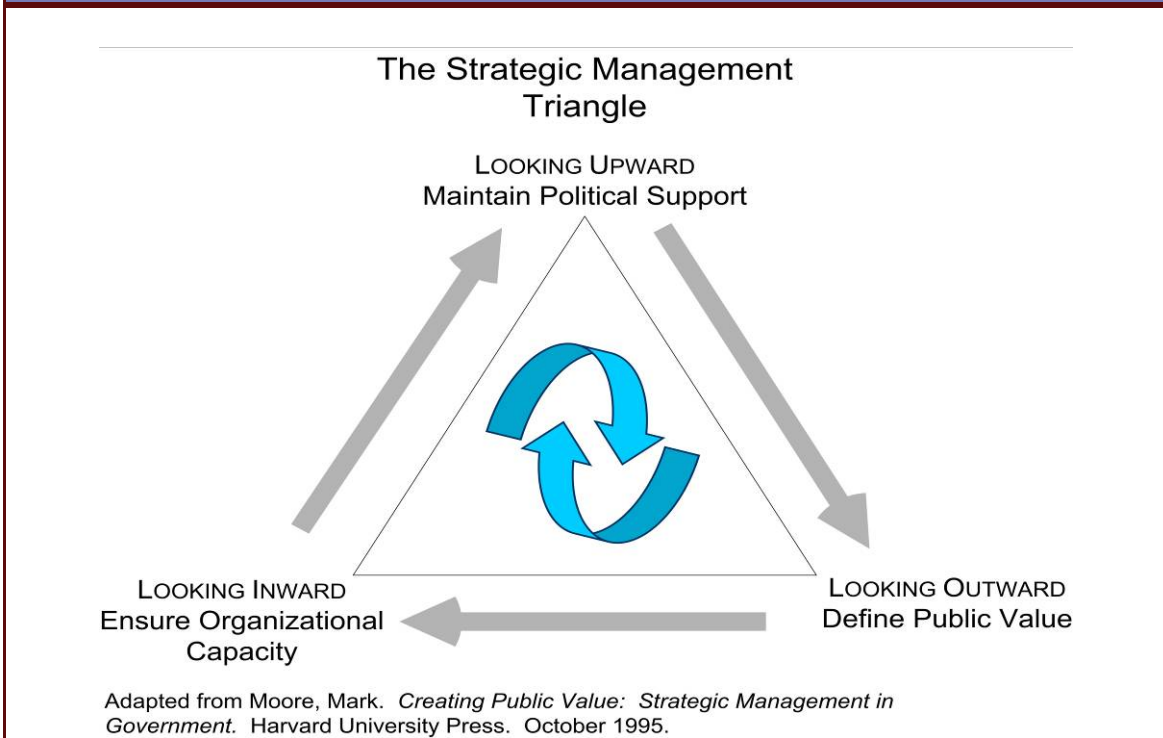 The Strategic Management
Triangle
LOOKING UPWARD
Maintain Political Support
LOOKING INWARD
Ensure Organizational
Capacity
LOOKING OUTWARD
Define Public Value
Adapted from Moore, Mark. Creating Public Value: Strategic Management in
Government. Harvard University Press. October 1995.